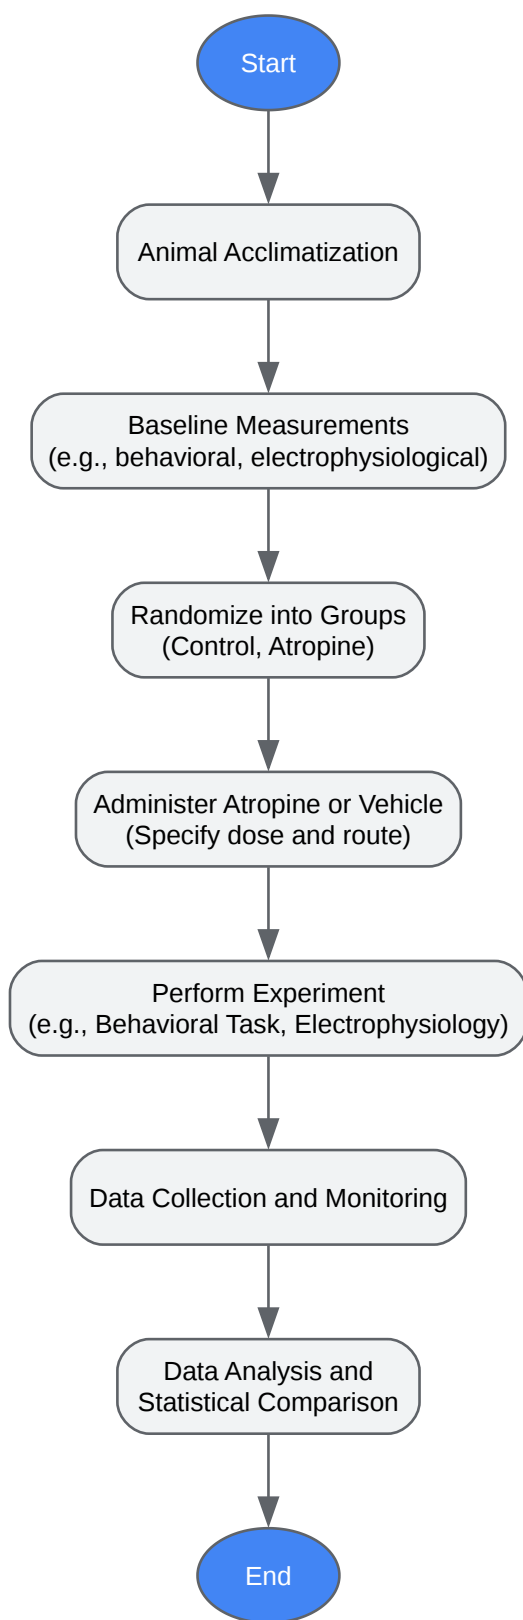 Start
Animal Acclimatization
Baseline Measurements
(e.g., behavioral, electrophysiological)
Randomize into Groups
(Control, Atropine)
Administer Atropine or Vehicle
(Specify dose and route)
Perform Experiment
(e.g., Behavioral Task, Electrophysiology)
Data Collection and Monitoring
Data Analysis and
Statistical Comparison
End